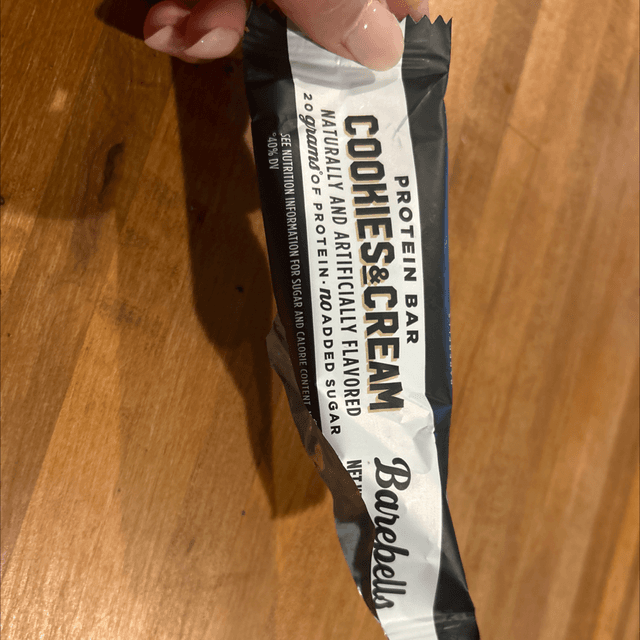 PROTEIN BAR
COOKIES&CREAM
NATURALLY AND ARTIFICIALLY FLAVORED
20 grams° OF PROTEIN · no ADDED SUGAR
SEE NUTRITION INFORMATION FOR SUGAR AND CALORIE CONTENT
°40% DV
Barebells
NET